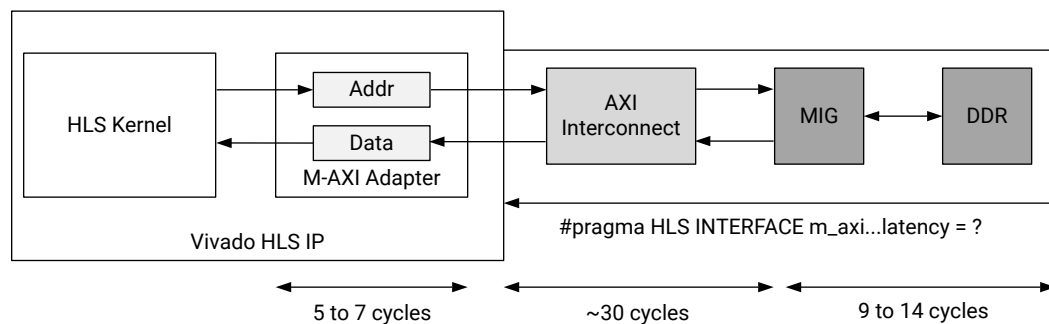 HLS Kernel
Addr
Data
M-AXI Adapter
Vivado HLS IP
AXI
Interconnect
MIG
DDR
#pragma HLS INTERFACE m_axi...latency = ?
5 to 7 cycles
~30 cycles
9 to 14 cycles